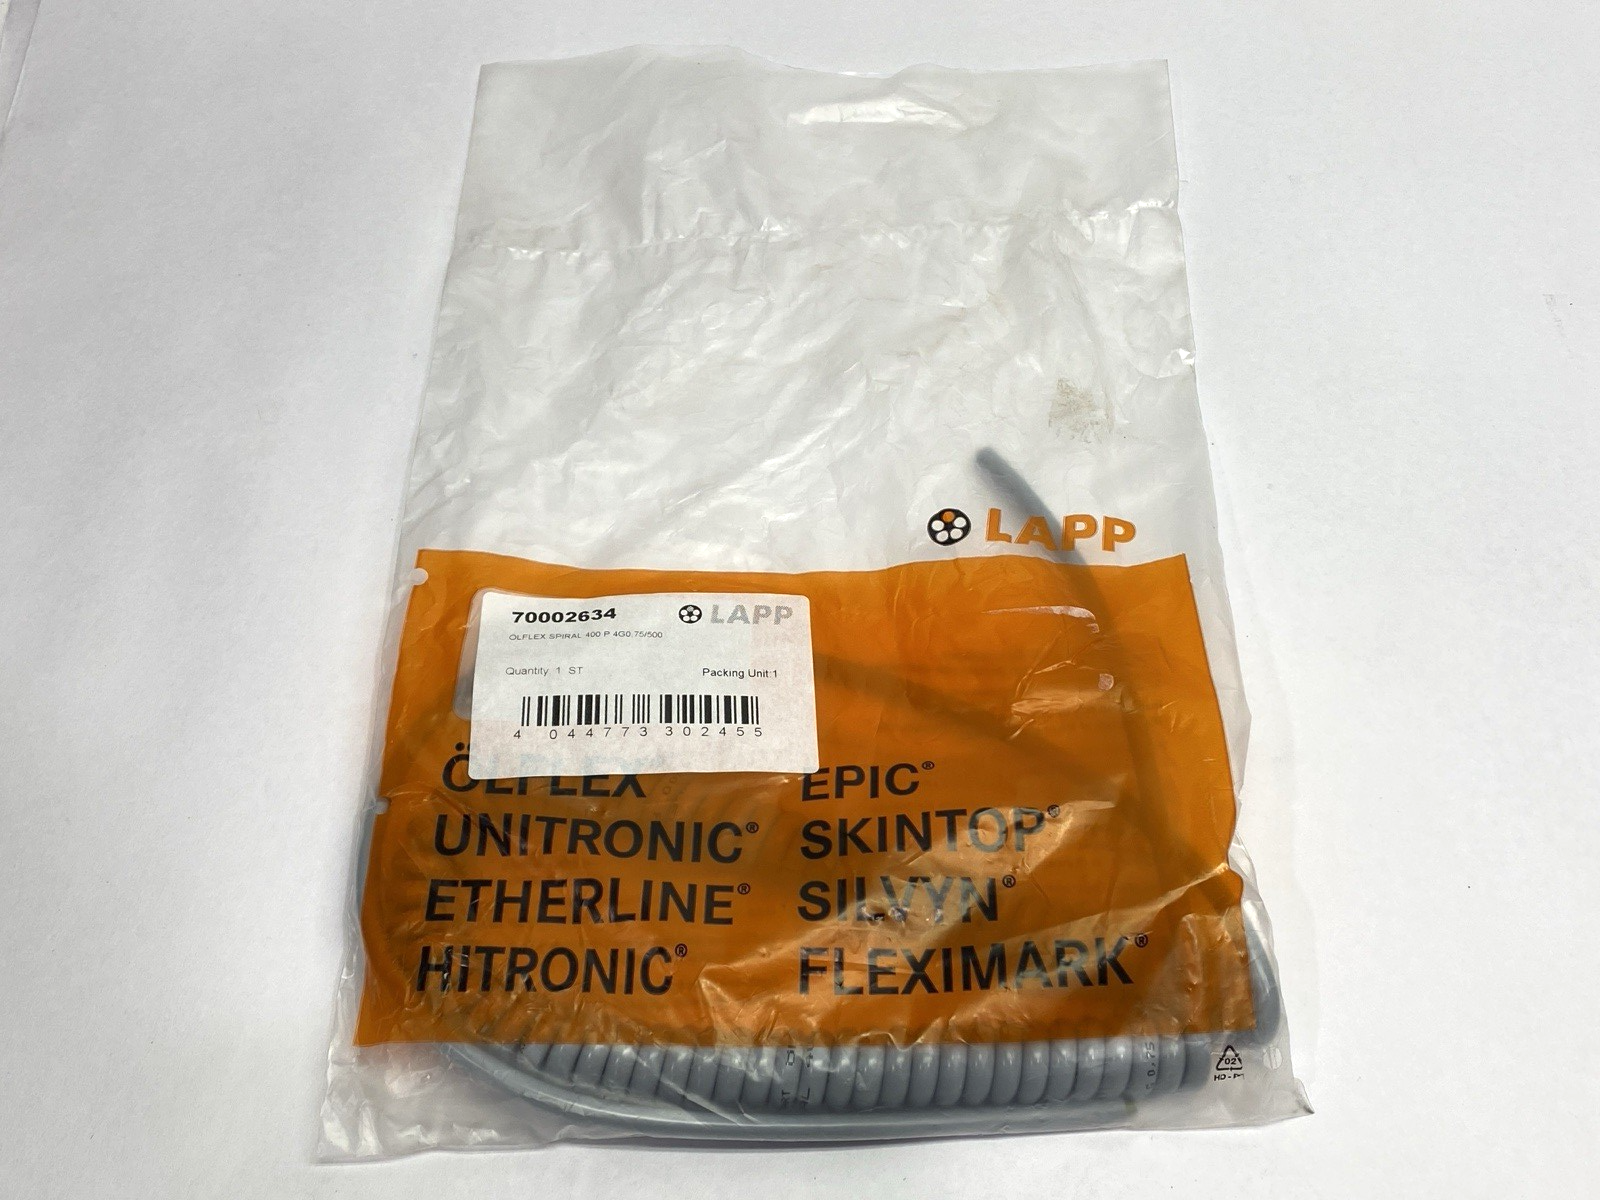 LAPP
70002634
LAPP
ÖLFLEX SPIRAL 400 P 4G0,75/500
Quantity 1 ST
Packing Unit:1
4 044773 302455
ÖLFLEX®
EPIC®
UNITRONIC®
SKINTOP®
ETHERLINE®
SILVYN®
HITRONIC®
FLEXIMARK®
02